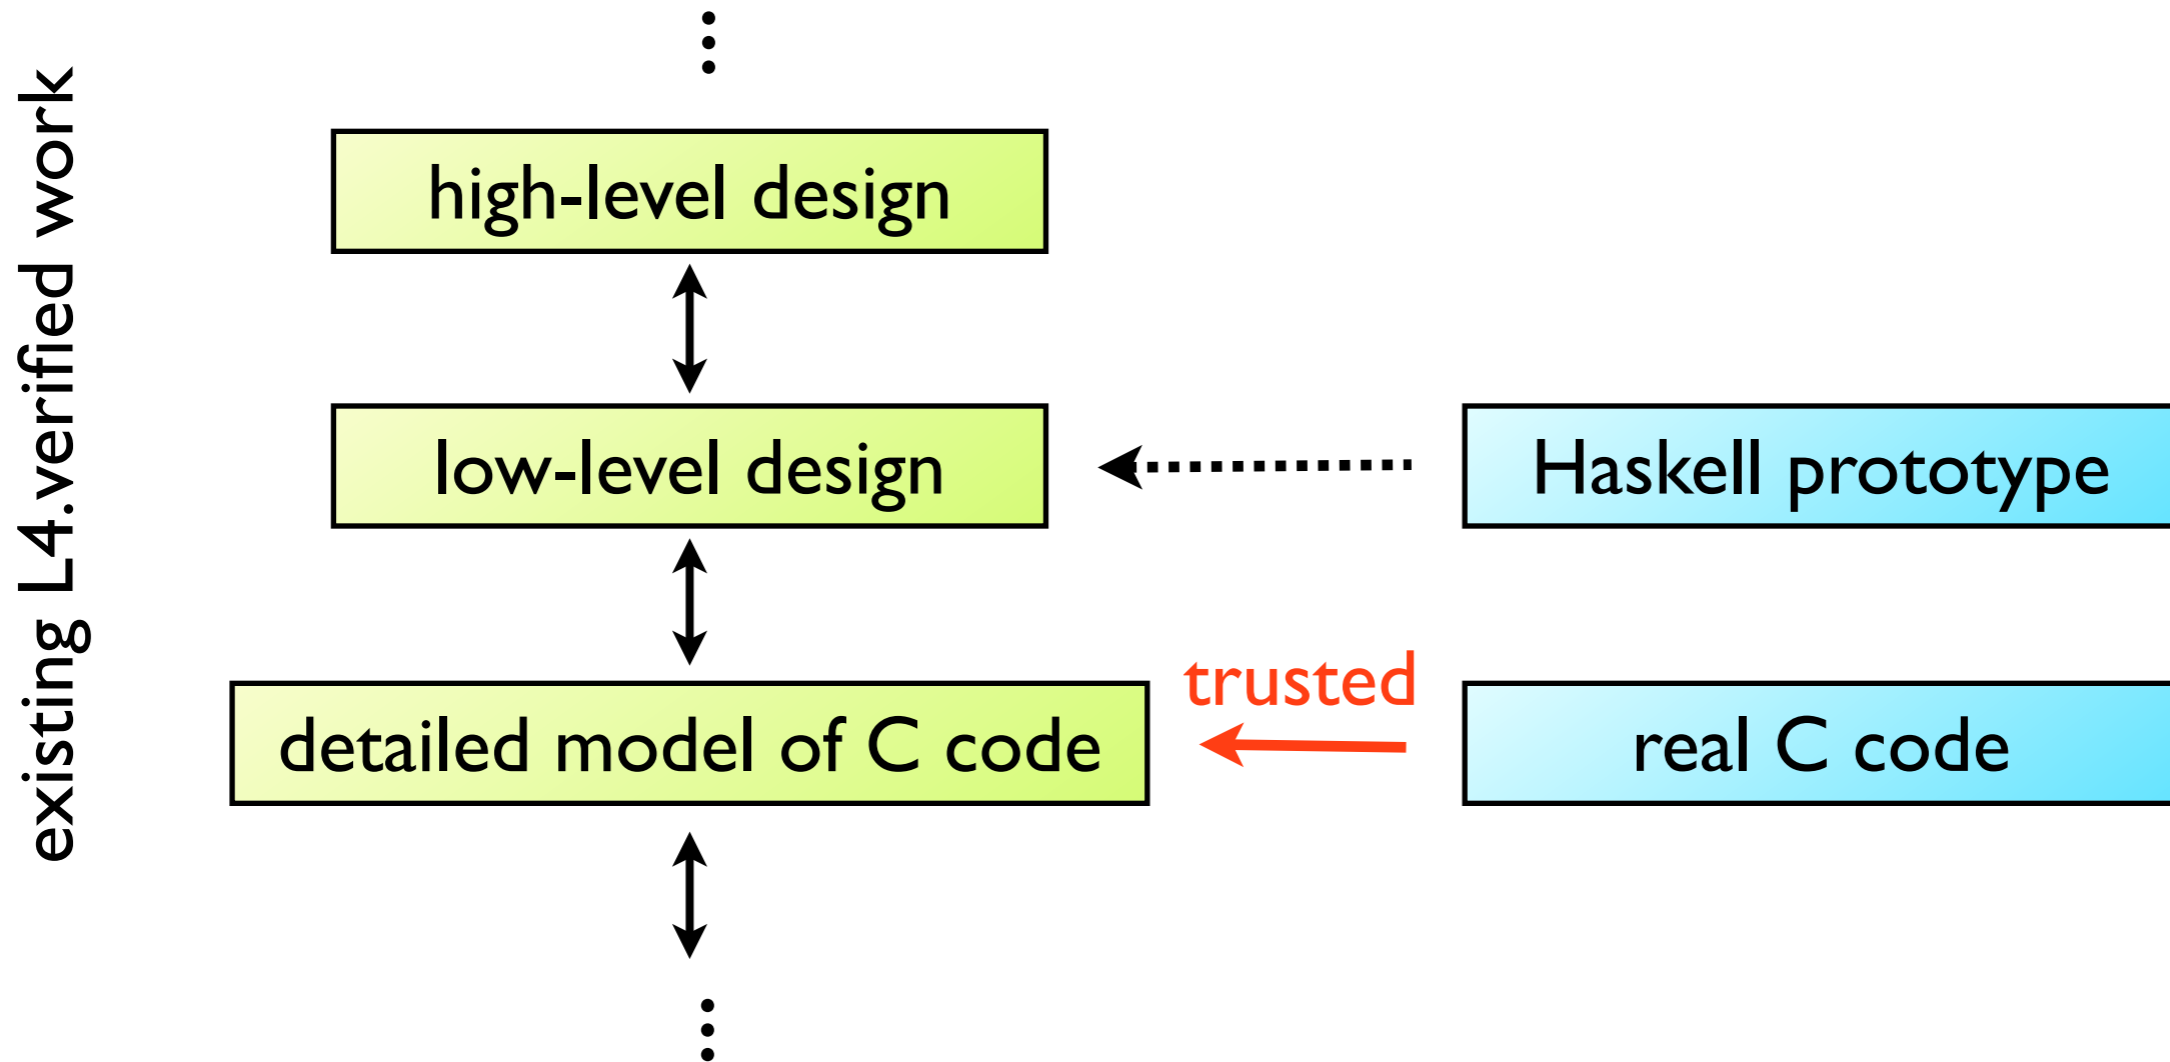 existing L4.verified work
high-level design
low-level design
Haskell prototype
trusted
detailed model of C code
real C code